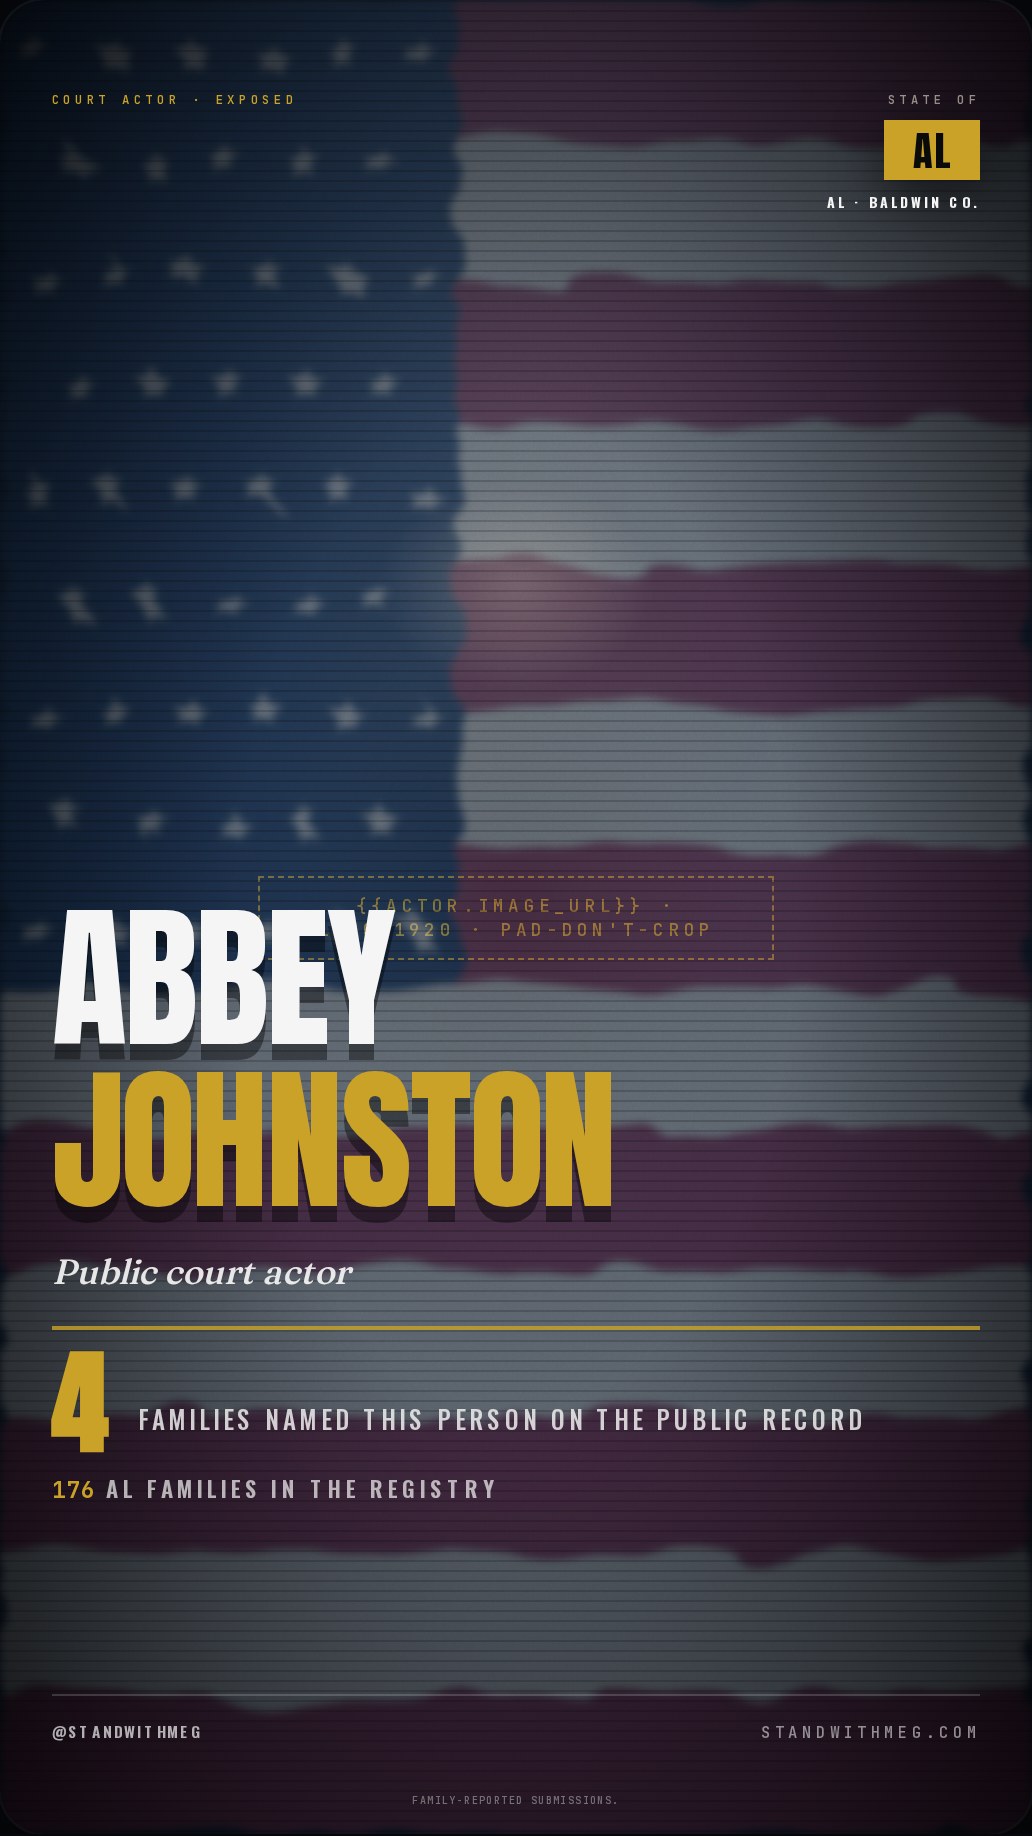 COURT ACTOR · EXPOSED
STATE OF
AL
AL · BALDWIN CO.
{{ACTOR.IMAGE_URL}} ·
1920 · PAD-DON'T-CROP
ABBEY
JOHNSTON
Public court actor
4 FAMILIES NAMED THIS PERSON ON THE PUBLIC RECORD
176 AL FAMILIES IN THE REGISTRY
@STANDWITHMEG
STANDWITHMEG.COM
FAMILY-REPORTED SUBMISSIONS.